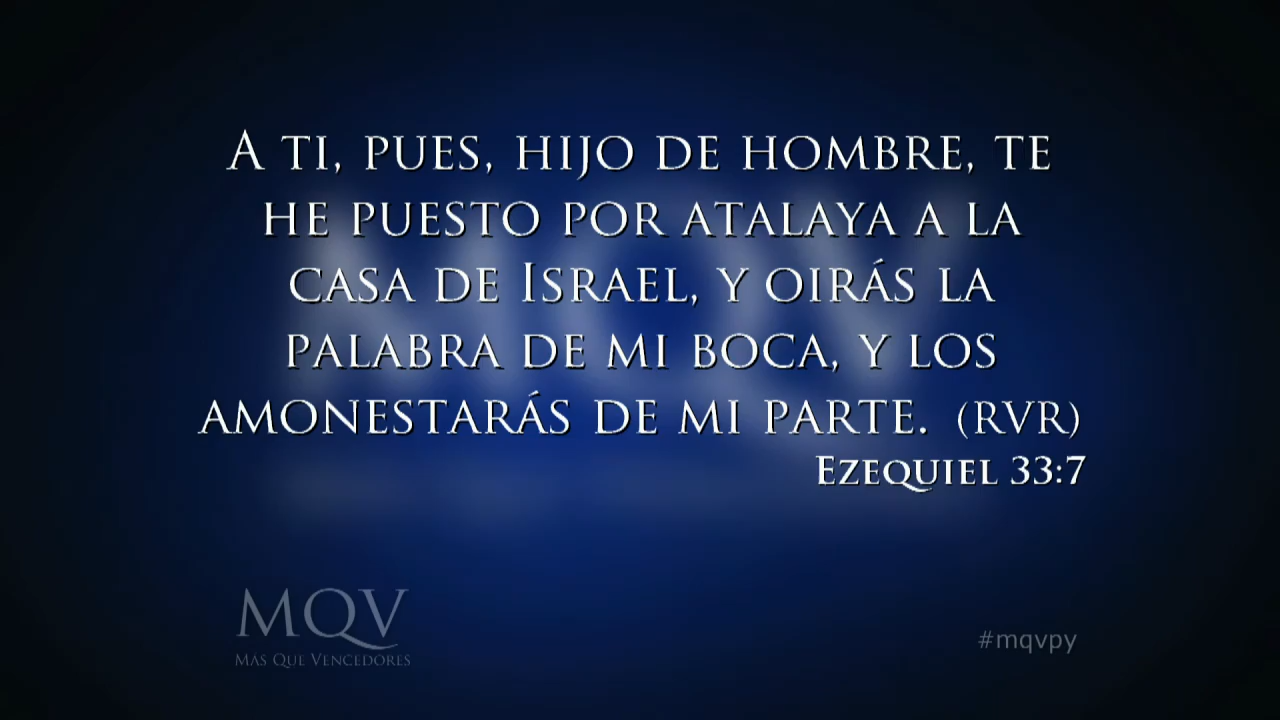 A ti, pues, hijo de hombre, te
he puesto por atalaya a la
casa de Israel, y oirás la
palabra de mi boca, y los
amonestarás de mi parte. (RVR)
Ezequiel 33:7
MQV
Más Que Vencedores
#mqvpy